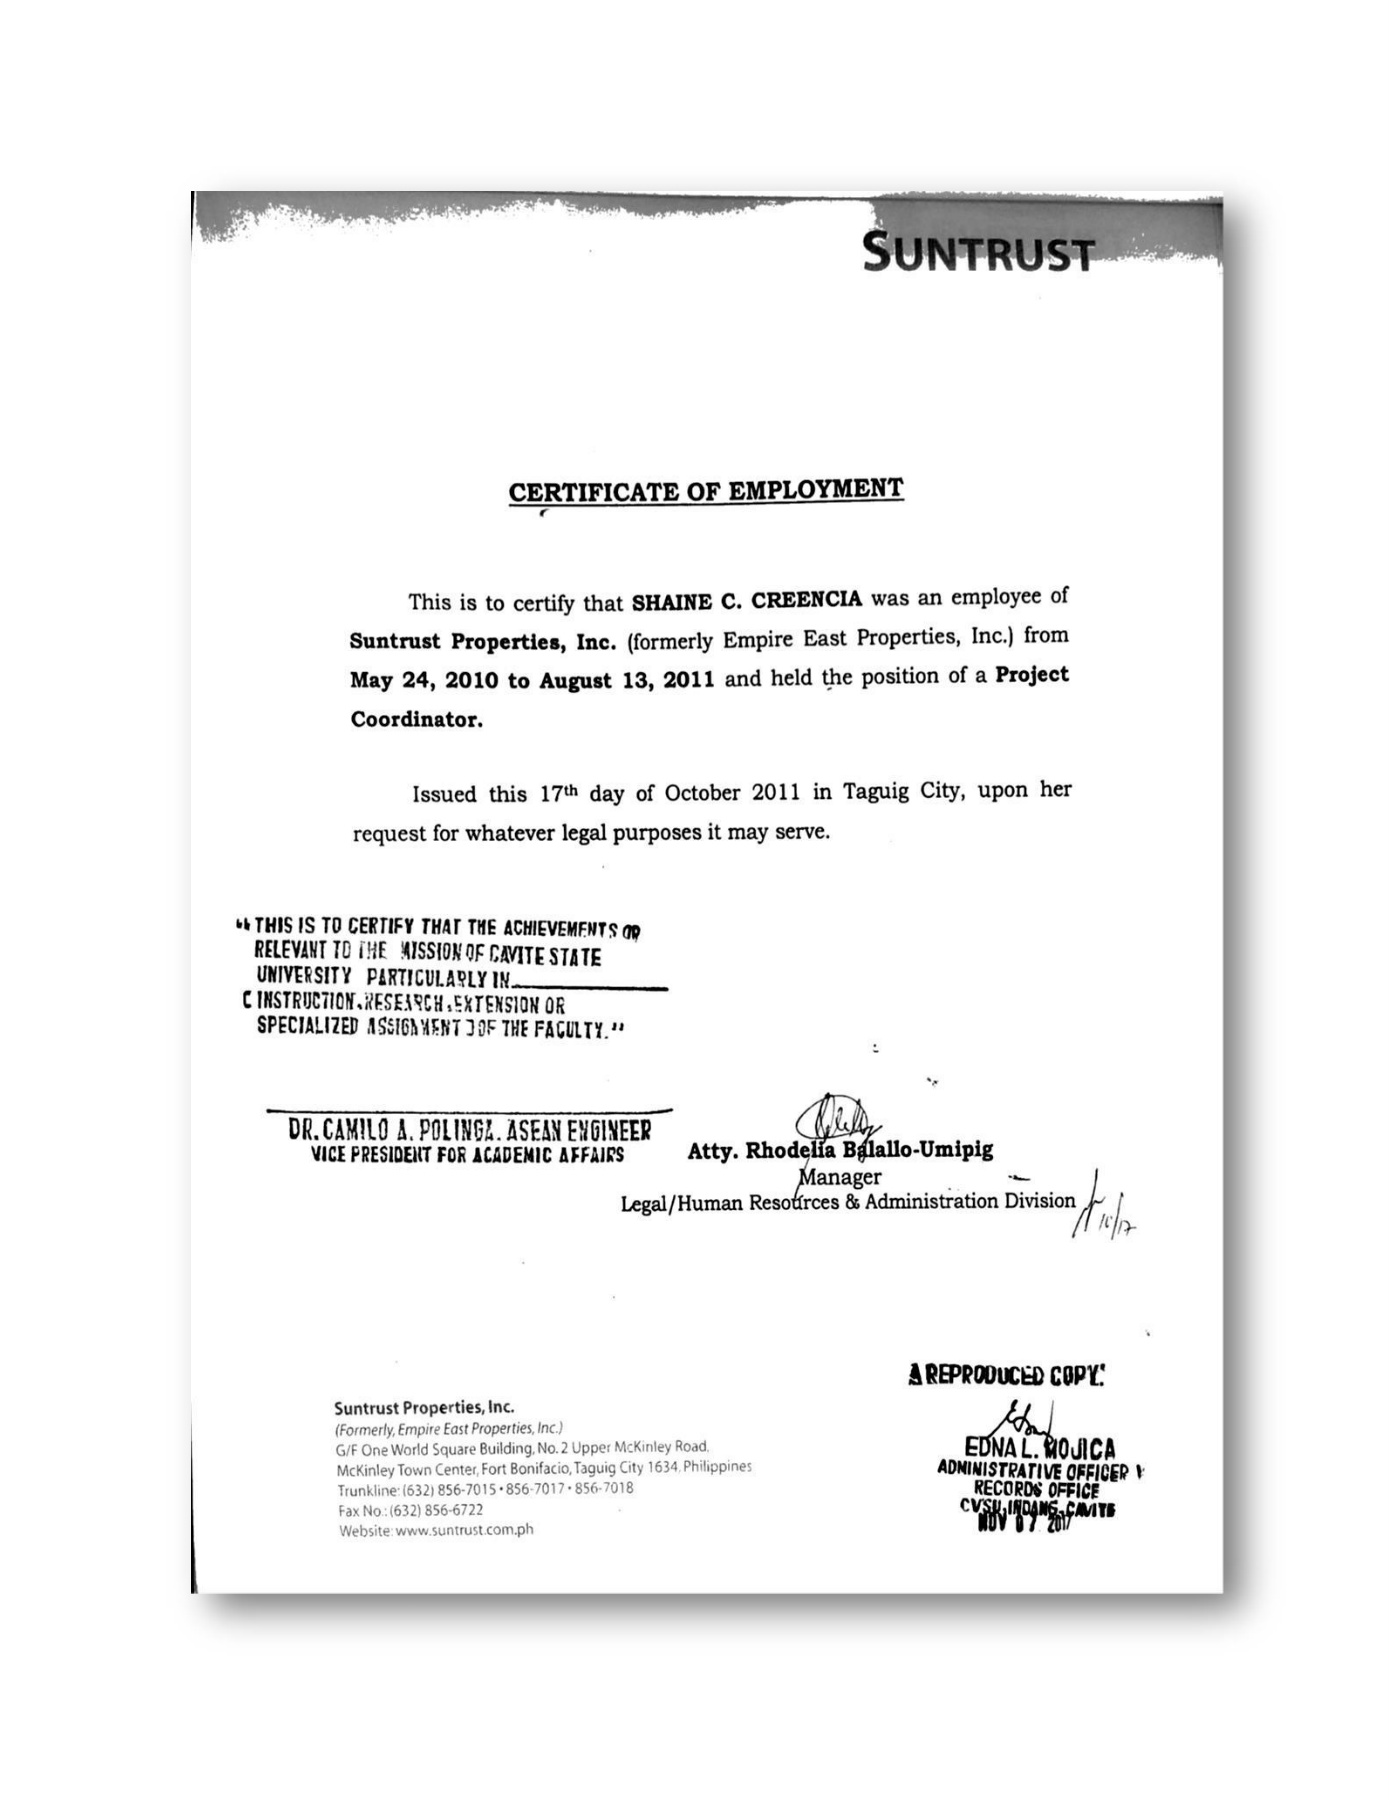 SUNTRUST
CERTIFICATE OF EMPLOYMENT
This is to certify that SHAINE C. CREENCIA was an employee of
Suntrust Properties, Inc. (formerly Empire East Properties, Inc.) from
May 24, 2010 to August 13, 2011 and held the position of a Project
Coordinator.
Issued this 17th day of October 2011 in Taguig City, upon her
request for whatever legal purposes it may serve.
"THIS IS TO CERTIFY THAT THE ACHIEVEMENTS OR
RELEVANT TO THE MISSION OF CAVITE STATE
UNIVERSITY PARTICULARLY IN
( INSTRUCTION, RESEARCH, EXTENSION OR
SPECIALIZED ASSIGNMENT ) OF THE FACULTY."
DR. CAMILO A. POLINGA, ASEAN ENGINEER
VICE PRESIDENT FOR ACADEMIC AFFAIRS
Atty. Rhodelia Balallo-Umipig
Manager
Legal/Human Resources & Administration Division
10/17
A REPRODUCED COPY:
EDNA L. MOJICA
ADMINISTRATIVE OFFICER V
RECORDS OFFICE
CVSU, INDANG, CAVITE
NOV 07 2017
Suntrust Properties, Inc.
(Formerly, Empire East Properties, Inc.)
G/F One World Square Building, No. 2 Upper McKinley Road,
McKinley Town Center, Fort Bonifacio, Taguig City 1634, Philippines
Trunkline: (632) 856-7015 • 856-7017 • 856-7018
Fax No.: (632) 856-6722
Website: www.suntrust.com.ph